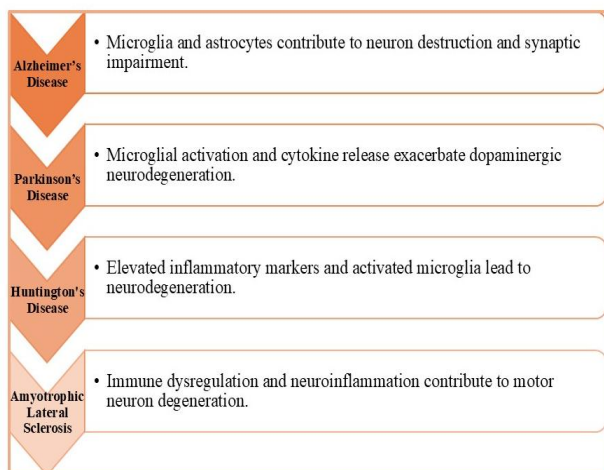 Alzheimer's
Disease
• Microglia and astrocytes contribute to neuron destruction and synaptic
impairment.
Parkinson's
Disease
• Microglial activation and cytokine release exacerbate dopaminergic
neurodegeneration.
Huntington's
Disease
• Elevated inflammatory markers and activated microglia lead to
neurodegeneration.
Amyotrophic
Lateral
Sclerosis
• Immune dysregulation and neuroinflammation contribute to motor
neuron degeneration.